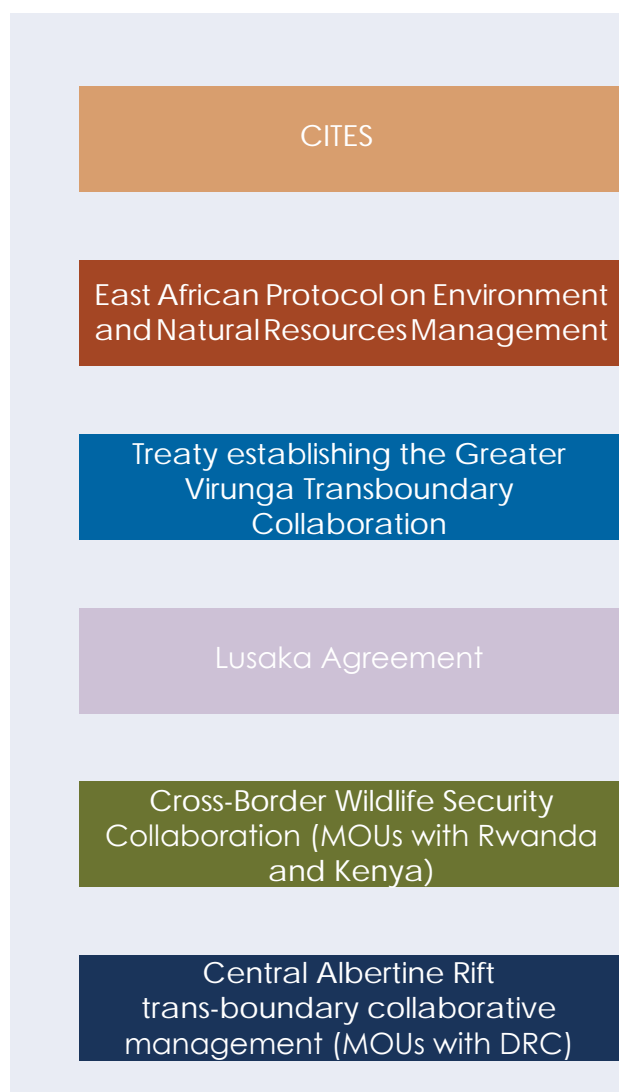 CITES
East African Protocol on Environment
and Natural Resources Management
Treaty establishing the Greater
Virunga Transboundary
Collaboration
Lusaka Agreement
Cross-Border Wildlife Security
Collaboration (MOUs with Rwanda
and Kenya)
Central Albertine Rift
trans-boundary collaborative
management (MOUs with DRC)